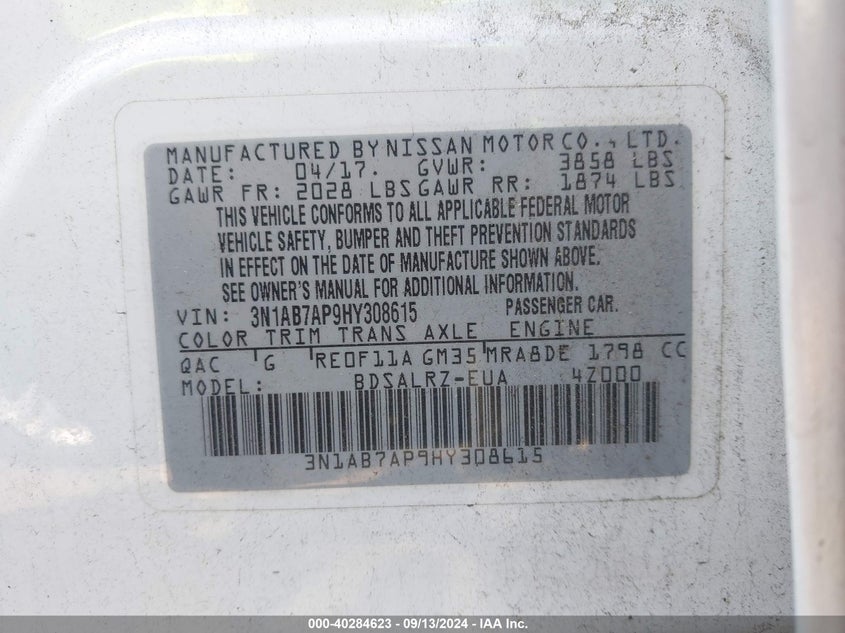 MANUFACTURED BY NISSAN MOTOR CO., LTD.
DATE: 04/17. GVWR: 3858 LBS
GAWR FR: 2028 LBS GAWR RR: 1874 LBS
THIS VEHICLE CONFORMS TO ALL APPLICABLE FEDERAL MOTOR
VEHICLE SAFETY, BUMPER AND THEFT PREVENTION STANDARDS
IN EFFECT ON THE DATE OF MANUFACTURE SHOWN ABOVE.
SEE OWNER'S MANUAL FOR ADDITIONAL INFORMATION.
VIN: 3N1AB7AP9HY308615 PASSENGER CAR.
COLOR TRIM TRANS AXLE ENGINE
QAC G RE0F11A GM35 MRA8DE 1798 CC
MODEL: BDSALRZ-EUA 4Z000
3N1AB7AP9HY308615
000-40284623 - 09/13/2024 - IAA Inc.